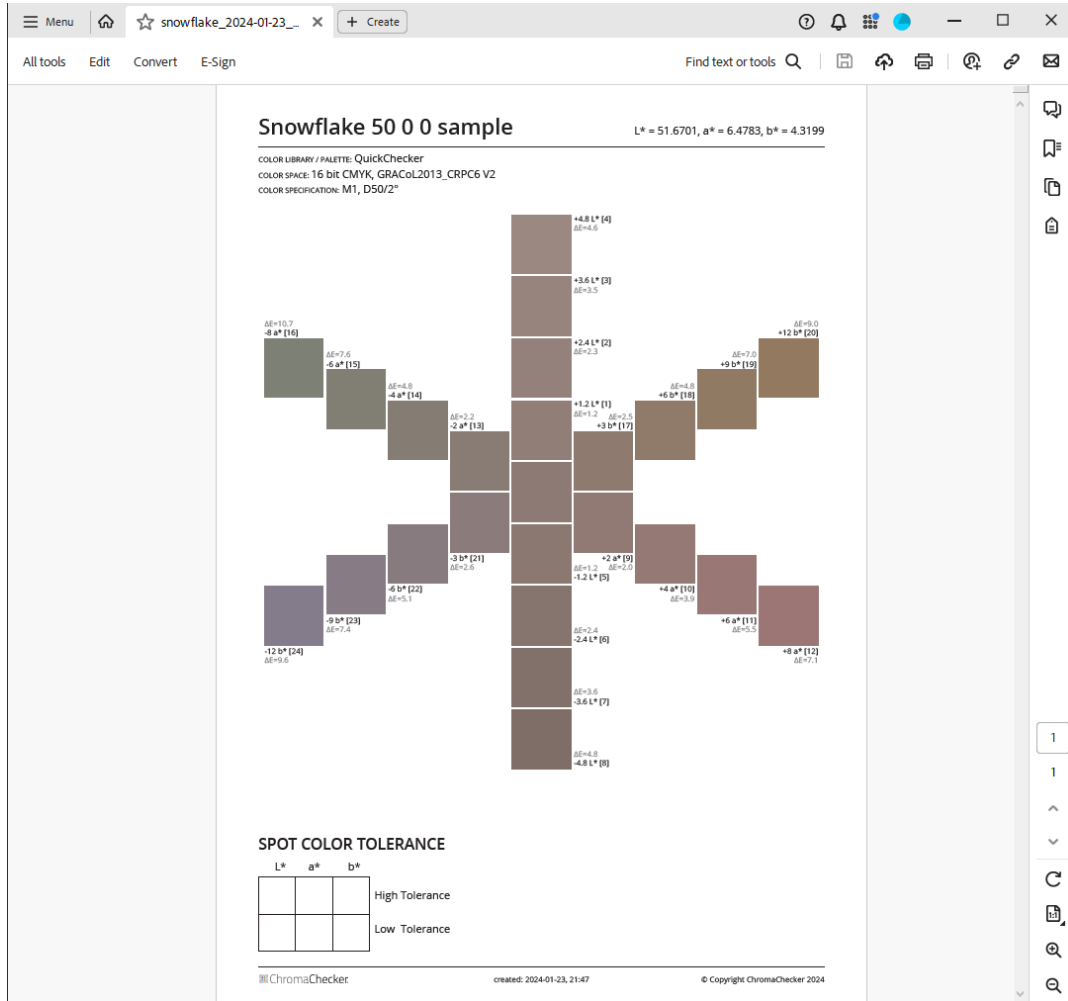 Menu
snowflake_2024-01-23_...
+ Create
All tools
Edit
Convert
E-Sign
Find text or tools
Snowflake 50 0 0 sample
L* = 51.6701, a* = 6.4783, b* = 4.3199
COLOR LIBRARY / PALETTE: QuickChecker
COLOR SPACE: 16 bit CMYK, GRACoL2013_CRPC6 V2
COLOR SPECIFICATION: M1, D50/2°
+4.8 L* [4]
ΔE=4.6
+3.6 L* [3]
ΔE=3.5
+2.4 L* [2]
ΔE=2.3
+1.2 L* [1]
ΔE=1.2
ΔE=10.7
-8 a* [16]
ΔE=7.6
-6 a* [15]
ΔE=4.8
-4 a* [14]
ΔE=2.2
-2 a* [13]
ΔE=2.5
+3 b* [17]
ΔE=4.8
+6 b* [18]
ΔE=7.0
+9 b* [19]
ΔE=9.0
+12 b* [20]
-3 b* [21]
ΔE=2.6
-6 b* [22]
ΔE=5.1
-9 b* [23]
ΔE=7.4
-12 b* [24]
ΔE=9.6
+2 a* [9]
ΔE=2.0
+4 a* [10]
ΔE=3.9
+6 a* [11]
ΔE=5.5
+8 a* [12]
ΔE=7.1
ΔE=1.2
-1.2 L* [5]
ΔE=2.4
-2.4 L* [6]
ΔE=3.6
-3.6 L* [7]
ΔE=4.8
-4.8 L* [8]
SPOT COLOR TOLERANCE
L* a* b*
High Tolerance
Low Tolerance
ChromaChecker
created: 2024-01-23, 21:47
© Copyright ChromaChecker 2024
1
1
1:1